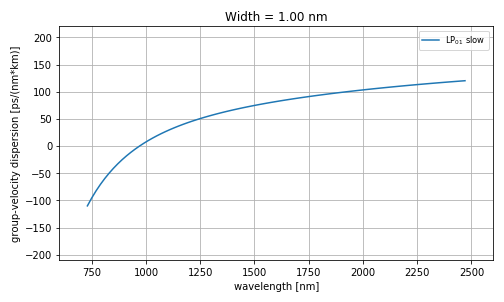 Width = 1.00 nm
LP₀₁ slow
group-velocity dispersion [ps/(nm*km)]
200
150
100
50
0
−50
−100
−150
−200
750 1000 1250 1500 1750 2000 2250 2500
wavelength [nm]